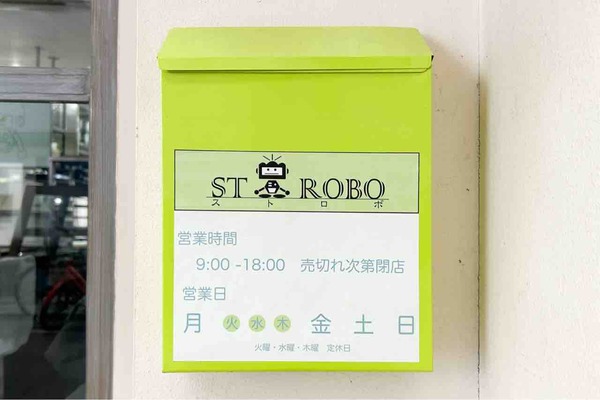 ST ROBO
ストロボ
営業時間
9:00 -18:00 売切れ次第閉店
営業日
月 火 水 木 金 土 日
火曜・水曜・木曜 定休日